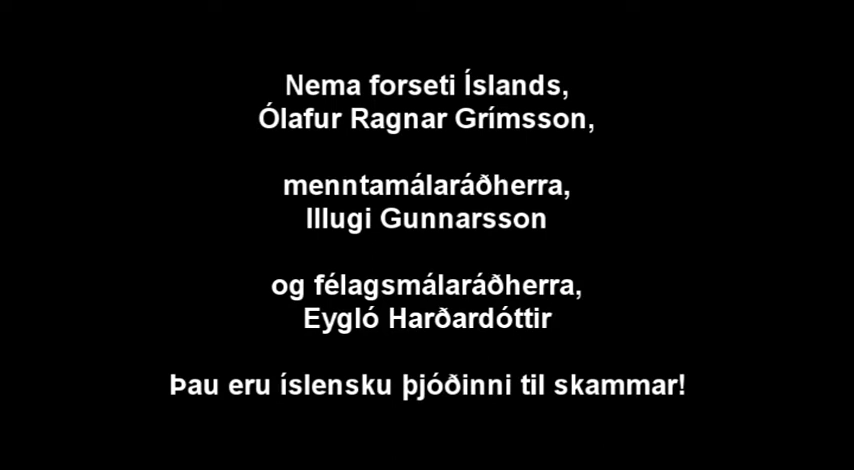 Nema forseti Íslands,
Ólafur Ragnar Grímsson,
menntamálaráðherra,
Illugi Gunnarsson
og félagsmálaráðherra,
Eygló Harðardóttir
Þau eru íslensku þjóðinni til skammar!